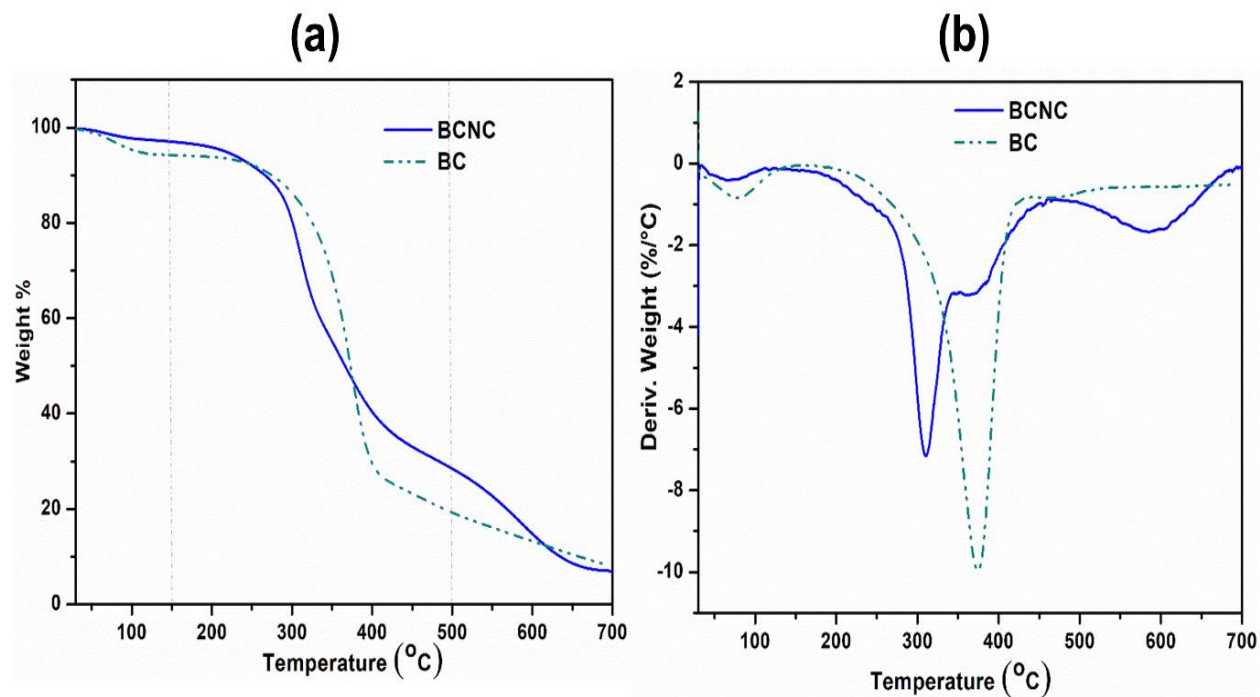 (a)
100
80
60
40
20
0
Weight %
BCNC
BC
100 200 300 400 500 600 700
Temperature (°C)
(b)
2
0
-2
-4
-6
-8
-10
Deriv. Weight (%/°C)
BCNC
BC
100 200 300 400 500 600 700
Temperature (°C)